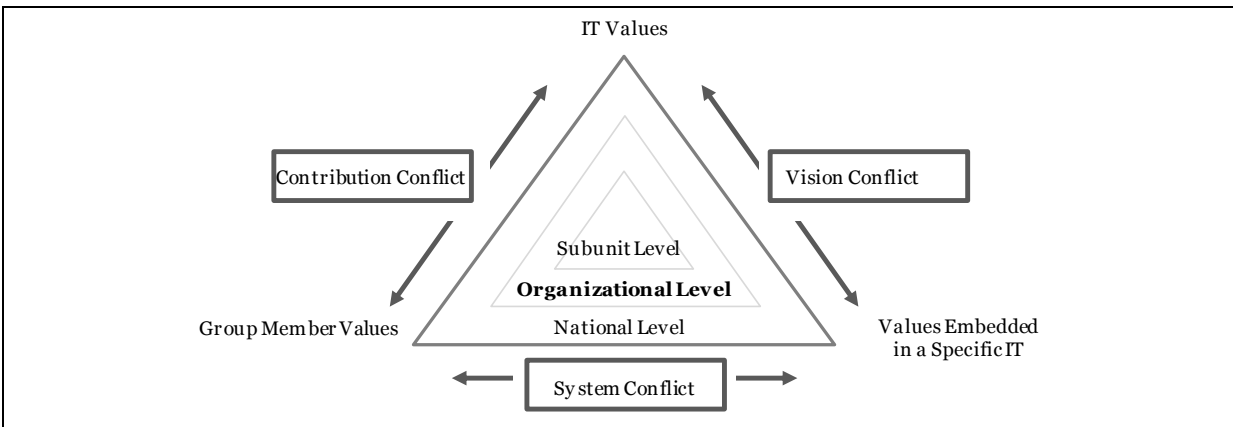 IT Values
Contribution Conflict
Vision Conflict
Subunit Level
Organizational Level
Group Member Values
National Level
Values Embedded
in a Specific IT
System Conflict